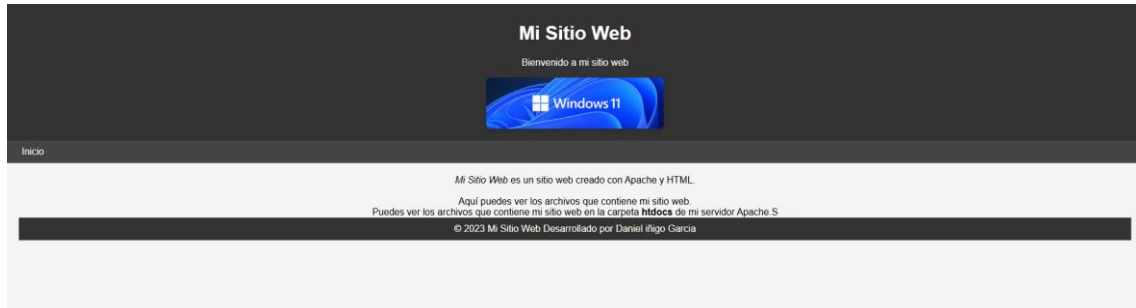 Mi Sitio Web
Bienvenido a mi sitio web
Windows 11
Inicio
Mi Sitio Web es un sitio web creado con Apache y HTML.
Aquí puedes ver los archivos que contiene mi sitio web.
Puedes ver los archivos que contiene mi sitio web en la carpeta htdocs de mi servidor Apache.S
© 2023 Mi Sitio Web Desarrollado por Daniel iñigo Garcia